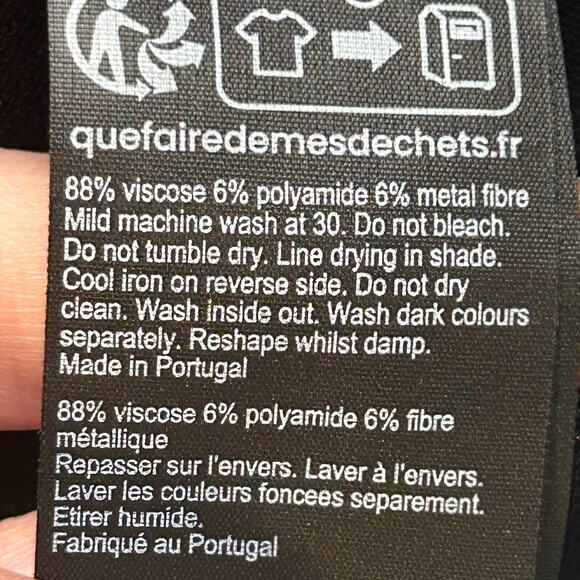 quefairedemesdechets.fr
88% viscose 6% polyamide 6% metal fibre
Mild machine wash at 30. Do not bleach.
Do not tumble dry. Line drying in shade.
Cool iron on reverse side. Do not dry
clean. Wash inside out. Wash dark colours
separately. Reshape whilst damp.
Made in Portugal
88% viscose 6% polyamide 6% fibre
métallique
Repasser sur l'envers. Laver à l'envers.
Laver les couleurs foncees separement.
Etirer humide.
Fabriqué au Portugal